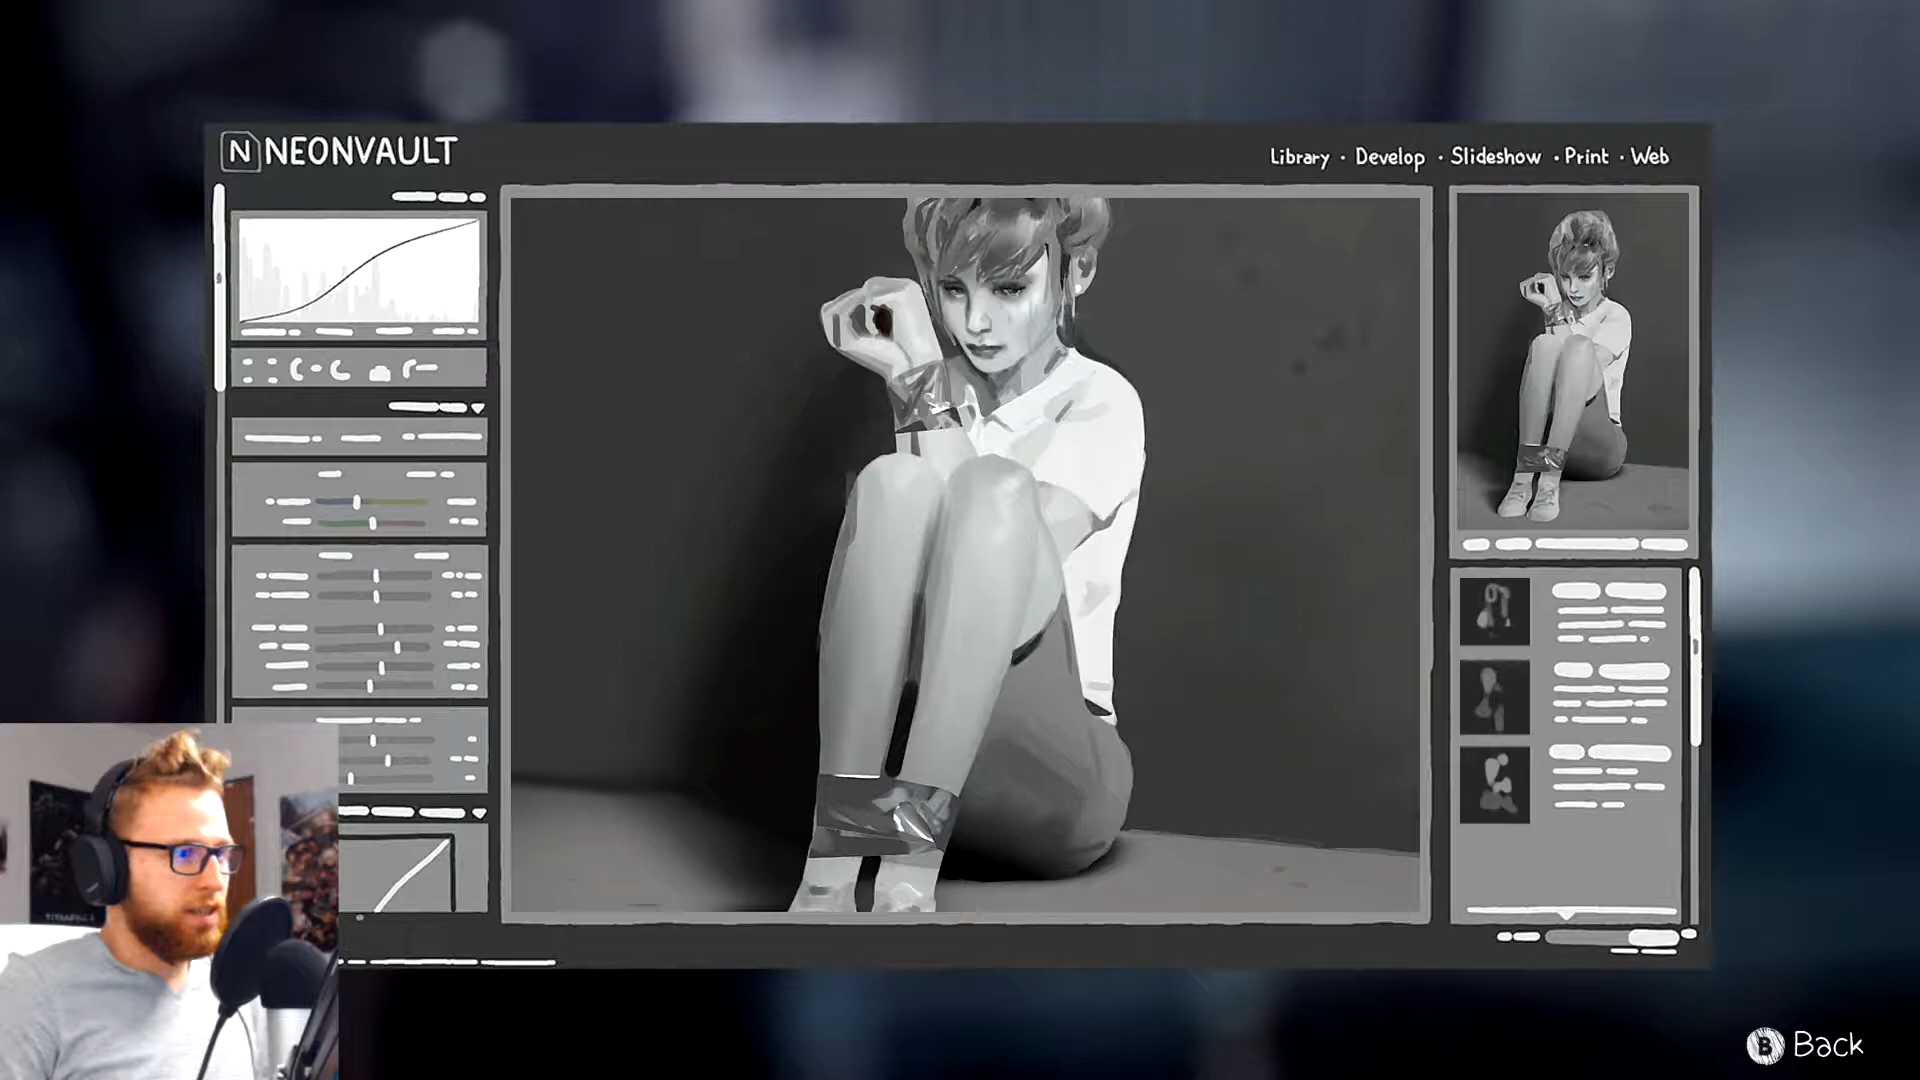 N NEONVAULT
Library · Develop · Slideshow · Print · Web
B Back